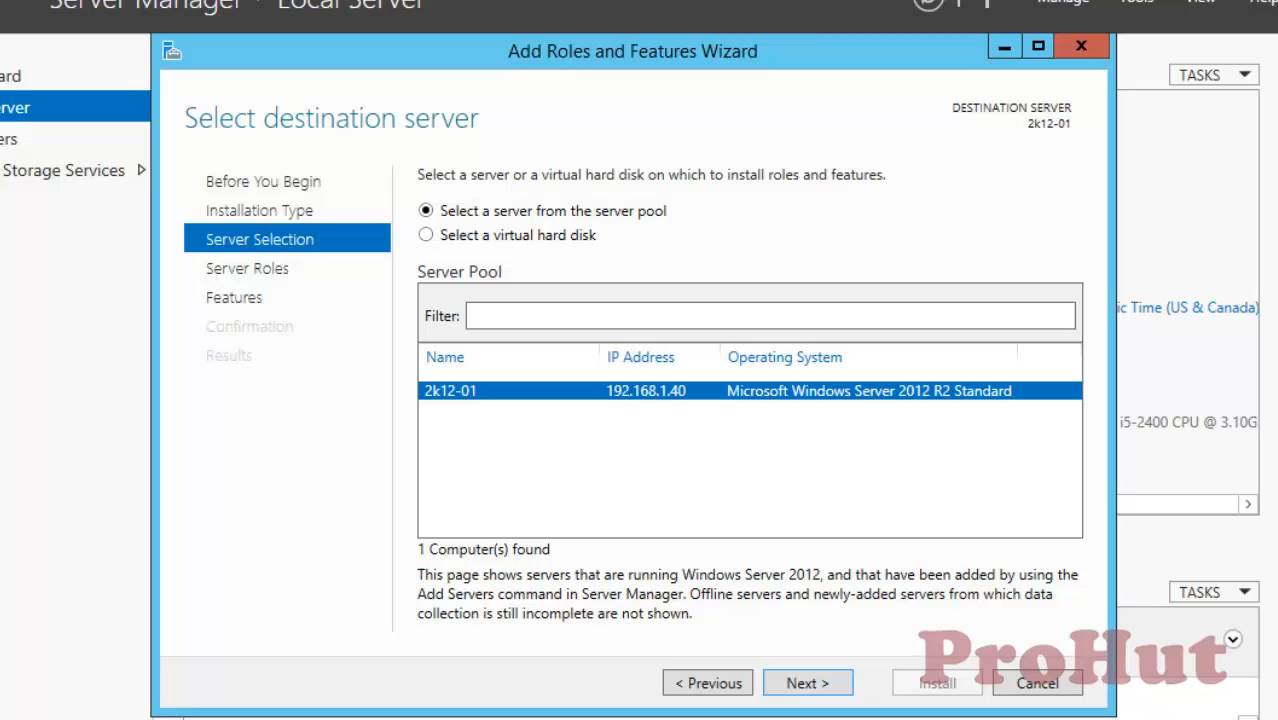 Server Manager · Local Server
Manage Tools View Help
Add Roles and Features Wizard
ard
erver
ers
Storage Services
TASKS
Select destination server
DESTINATION SERVER
2k12-01
Before You Begin
Installation Type
Server Selection
Server Roles
Features
Confirmation
Results
Select a server or a virtual hard disk on which to install roles and features.
Select a server from the server pool
Select a virtual hard disk
Server Pool
Filter:
Name IP Address Operating System
2k12-01 192.168.1.40 Microsoft Windows Server 2012 R2 Standard
1 Computer(s) found
This page shows servers that are running Windows Server 2012, and that have been added by using the
Add Servers command in Server Manager. Offline servers and newly-added servers from which data
collection is still incomplete are not shown.
ic Time (US & Canada)
i5-2400 CPU @ 3.10G
TASKS
< Previous Next > Install Cancel
ProHut